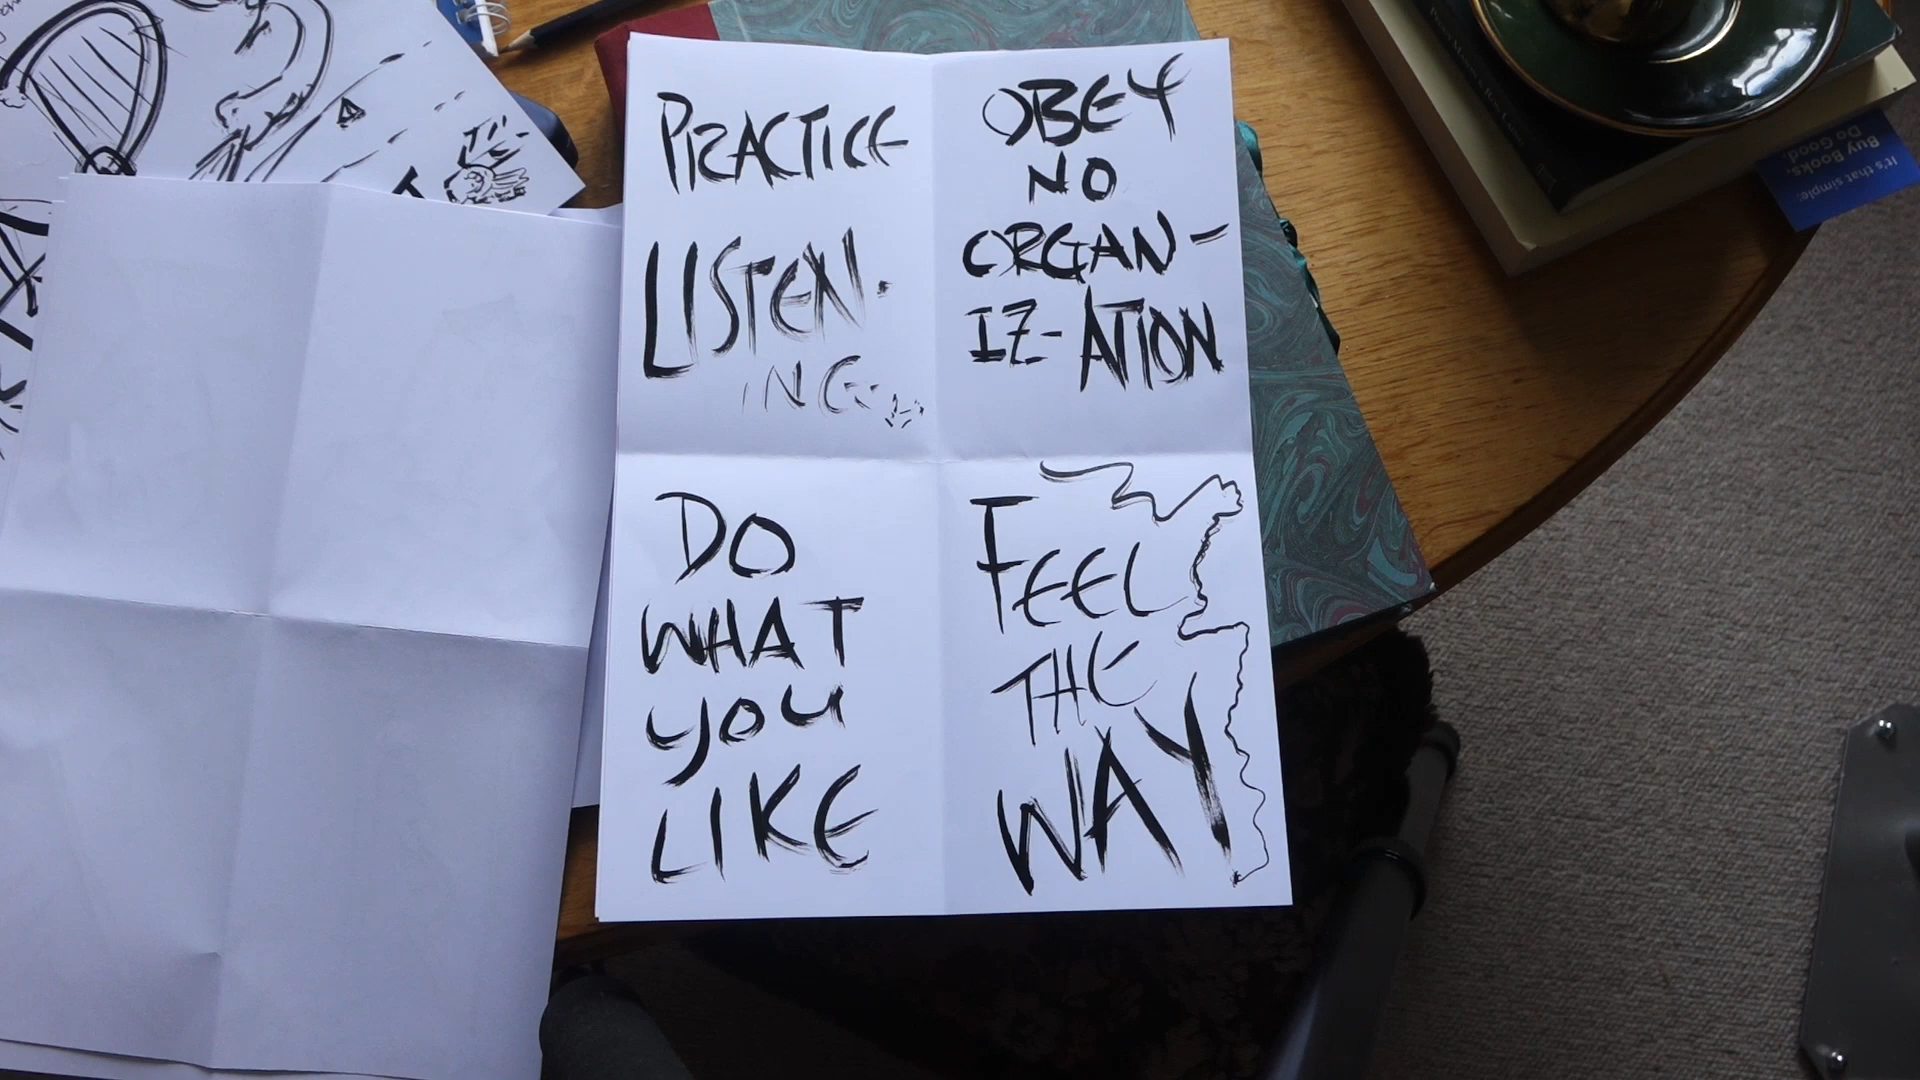 PRACTICE
LISTEN.
ING
OBEY
NO
ORGAN-
IZ-ATION
DO
WHAT
YOU
LIKE
FEEL
THE
WAY
It's that simple:
Buy Books.
Do Good.